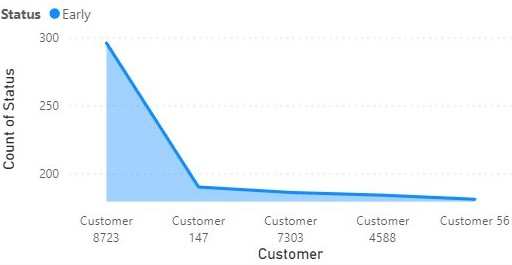 Status Early
300
250
200
Count of Status
Customer 8723
Customer 147
Customer 7303
Customer 4588
Customer 56
Customer